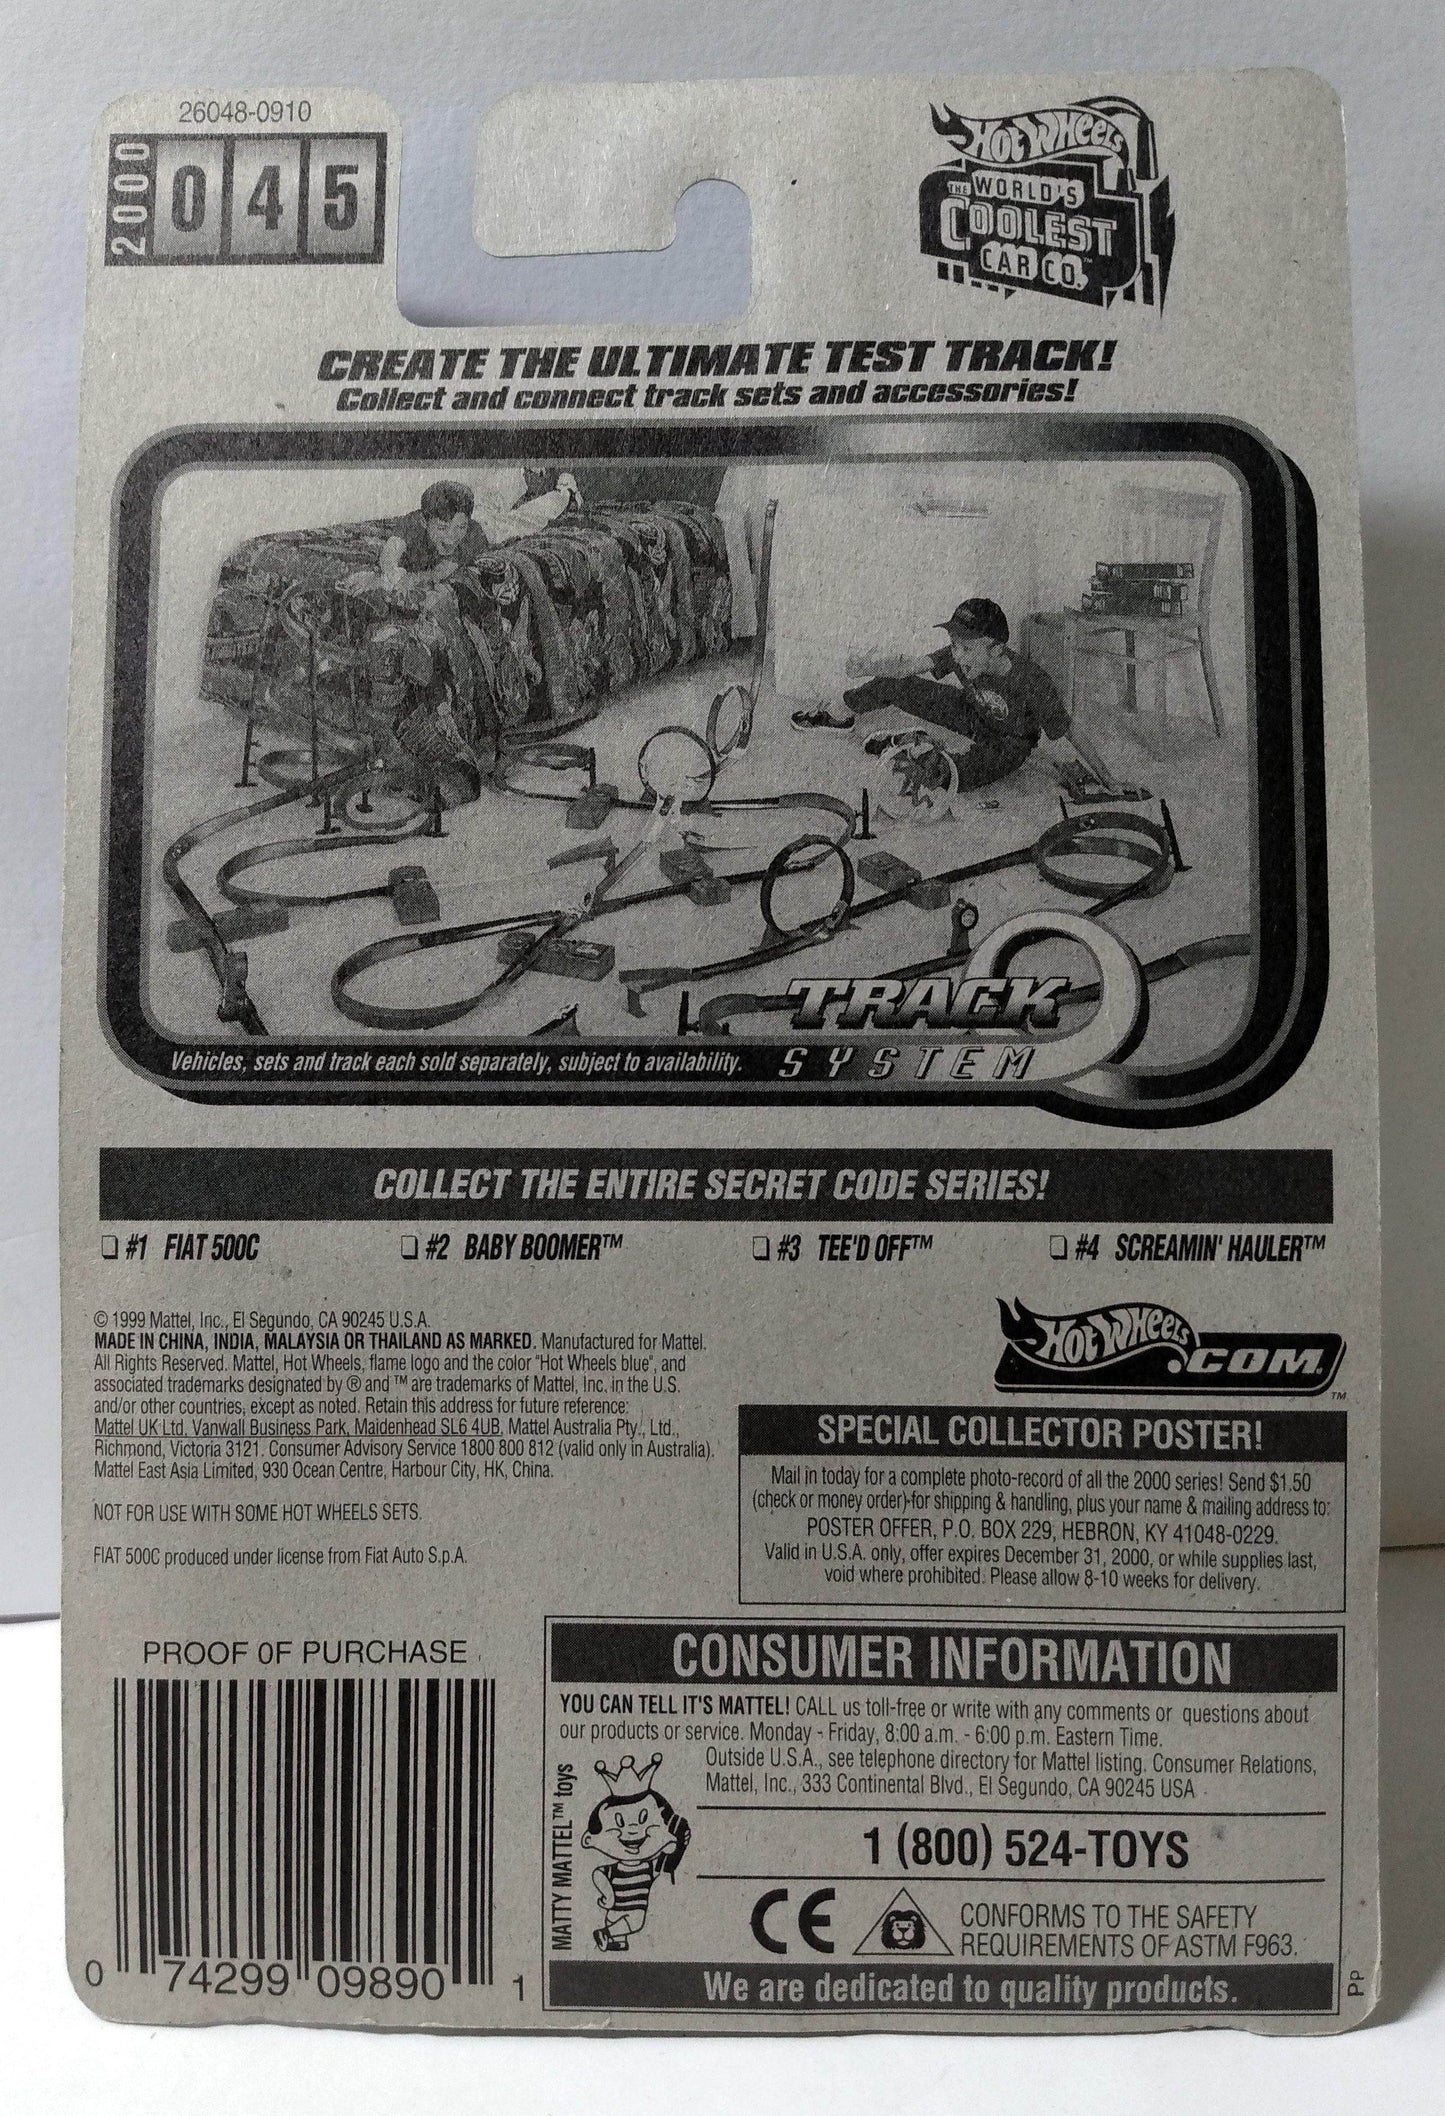 26048-0910
2000 045
HOT WHEELS
THE WORLD'S
COOLEST
CAR CO.™
CREATE THE ULTIMATE TEST TRACK!
Collect and connect track sets and accessories!
TRACK
SYSTEM
Vehicles, sets and track each sold separately, subject to availability.
COLLECT THE ENTIRE SECRET CODE SERIES!
❏ #1 FIAT 500C ❏ #2 BABY BOOMER™ ❏ #3 TEE'D OFF™ ❏ #4 SCREAMIN' HAULER™
© 1999 Mattel, Inc., El Segundo, CA 90245 U.S.A.
MADE IN CHINA, INDIA, MALAYSIA OR THAILAND AS MARKED. Manufactured for Mattel.
All Rights Reserved. Mattel, Hot Wheels, flame logo and the color "Hot Wheels blue", and
associated trademarks designated by ® and ™ are trademarks of Mattel, Inc. in the U.S.
and/or other countries, except as noted. Retain this address for future reference:
Mattel UK Ltd. Vanwall Business Park, Maidenhead SL6 4UB. Mattel Australia Pty., Ltd.,
Richmond, Victoria 3121. Consumer Advisory Service 1800 800 812 (valid only in Australia).
Mattel East Asia Limited, 930 Ocean Centre, Harbour City, HK, China.
NOT FOR USE WITH SOME HOT WHEELS SETS.
FIAT 500C produced under license from Fiat Auto S.p.A.
HOT WHEELS
.COM™
SPECIAL COLLECTOR POSTER!
Mail in today for a complete photo-record of all the 2000 series! Send $1.50
(check or money order) for shipping & handling, plus your name & mailing address to:
POSTER OFFER, P.O. BOX 229, HEBRON, KY 41048-0229.
Valid in U.S.A. only, offer expires December 31, 2000, or while supplies last,
void where prohibited. Please allow 8-10 weeks for delivery.
PROOF OF PURCHASE
0 74299 09890 1
CONSUMER INFORMATION
YOU CAN TELL IT'S MATTEL! CALL us toll-free or write with any comments or questions about
our products or service. Monday - Friday, 8:00 a.m. - 6:00 p.m. Eastern Time.
Outside U.S.A., see telephone directory for Mattel listing. Consumer Relations,
Mattel, Inc., 333 Continental Blvd., El Segundo, CA 90245 USA
MATTY MATTEL™ toys
1 (800) 524-TOYS
CE
CONFORMS TO THE SAFETY
REQUIREMENTS OF ASTM F963.
We are dedicated to quality products.
Pp